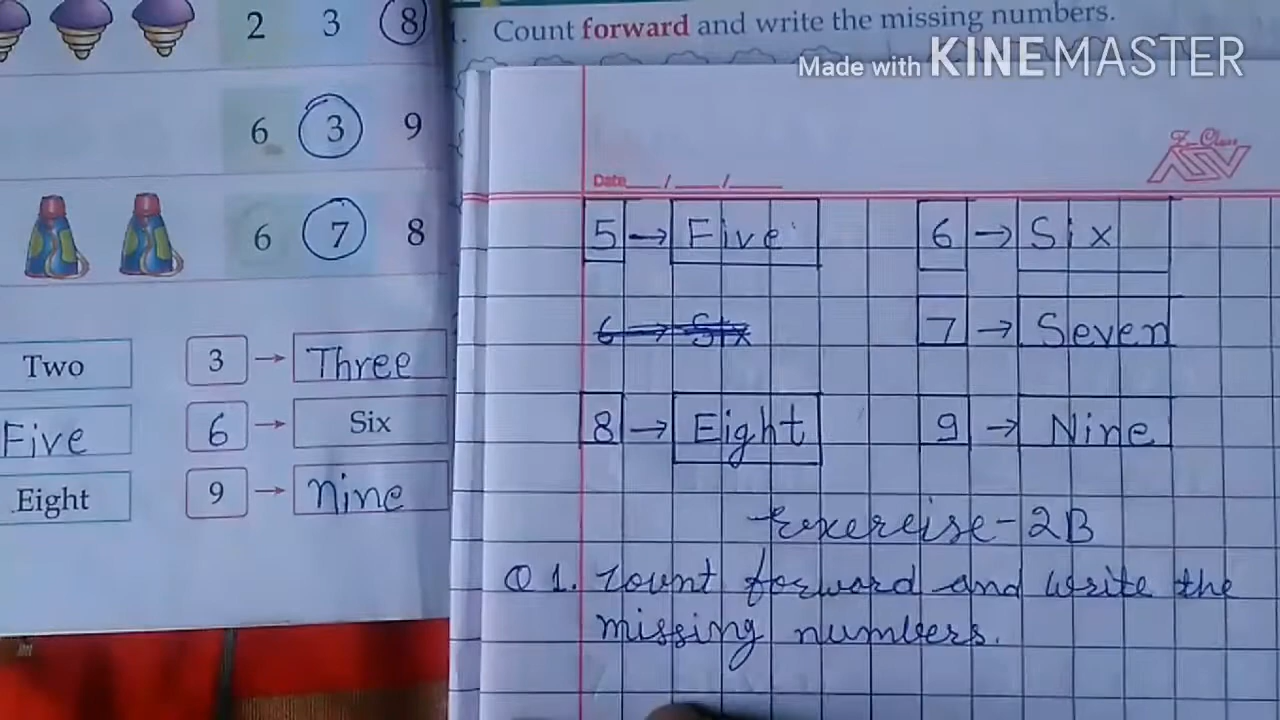 2 3 8
6 3 9
6 7 8
Two 3 → Three
Five 6 → Six
Eight 9 → nine
1. Count forward and write the missing numbers.
Made with KINEMASTER
Date / /
5 → Five 6 → Six
6 → Six 7 → Seven
8 → Eight 9 → Nine
Exercise-2B
Q 1. Count forward and write the
missing numbers.